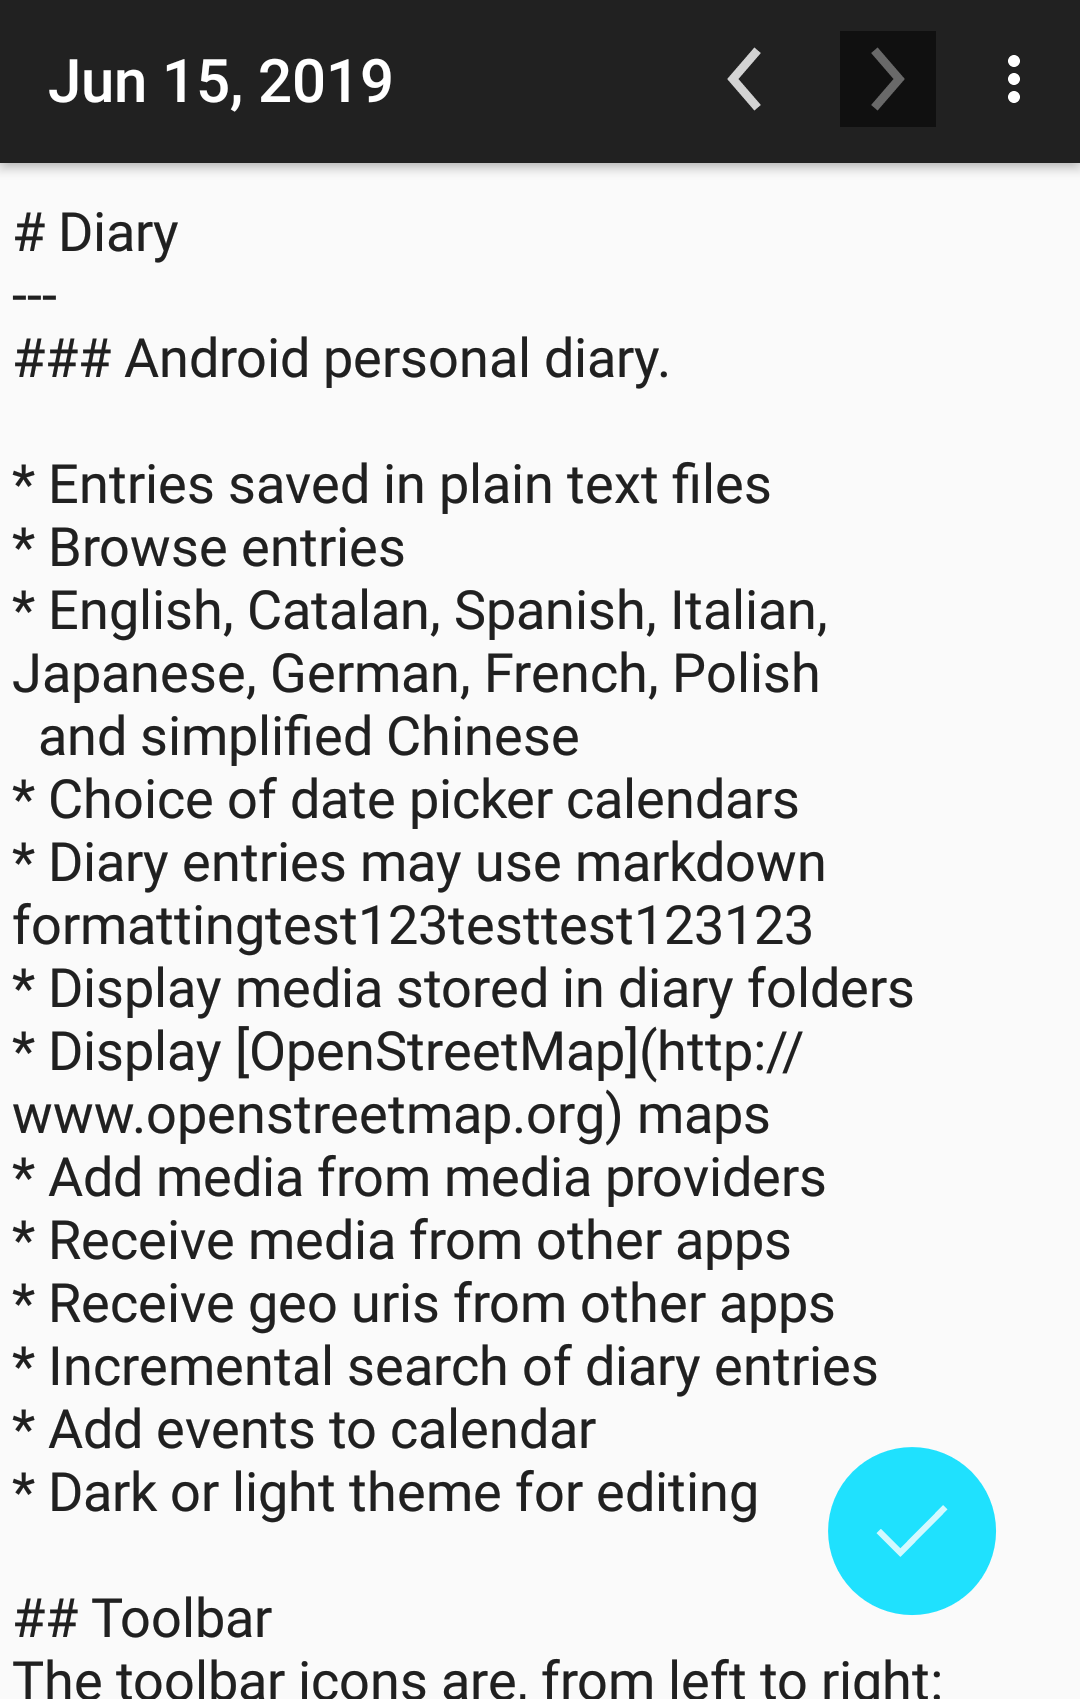 Jun 15, 2019
# Diary
---
### Android personal diary.
* Entries saved in plain text files
* Browse entries
* English, Catalan, Spanish, Italian,
Japanese, German, French, Polish
and simplified Chinese
* Choice of date picker calendars
* Diary entries may use markdown
formattingtest123testtest123123
* Display media stored in diary folders
* Display [OpenStreetMap](http://
www.openstreetmap.org) maps
* Add media from media providers
* Receive media from other apps
* Receive geo uris from other apps
* Incremental search of diary entries
* Add events to calendar
* Dark or light theme for editing
## Toolbar
The toolbar icons are, from left to right: